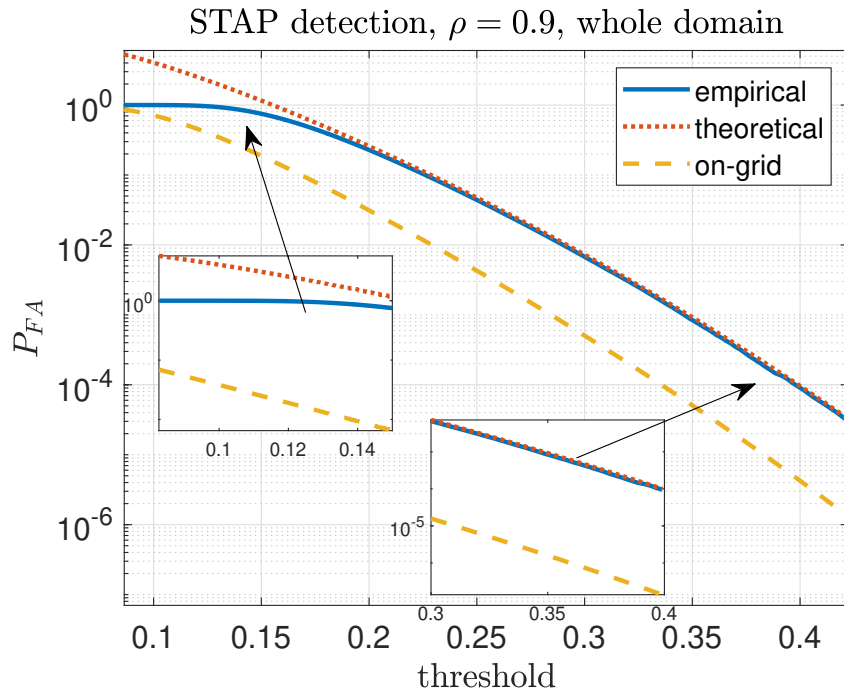 STAP detection, ρ = 0.9, whole domain
empirical
theoretical
on-grid
P_{FA}
10^0
10^{-2}
10^{-4}
10^{-6}
10^0
0.1 0.12 0.14
10^{-5}
0.3 0.35 0.4
0.1 0.15 0.2 0.25 0.3 0.35 0.4
threshold